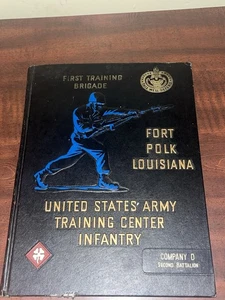 FIRST TRAINING
BRIGADE
FORT
POLK
LOUISIANA
UNITED STATES ARMY
TRAINING CENTER
INFANTRY
COMPANY D
SECOND BATTALION